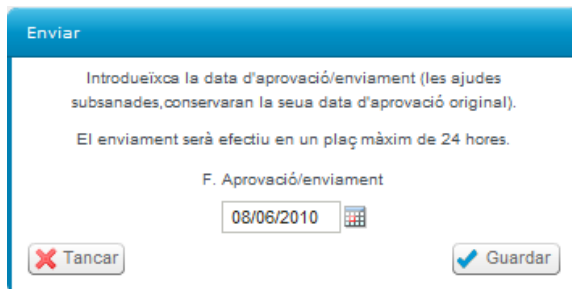 Enviar
Introdueïxca la data d'aprovació/enviament (les ajudes
subsanades,conservaran la seua data d'aprovació original).
El enviament serà efectiu en un plaç màxim de 24 hores.
F. Aprovació/enviament
08/06/2010
Tancar
Guardar